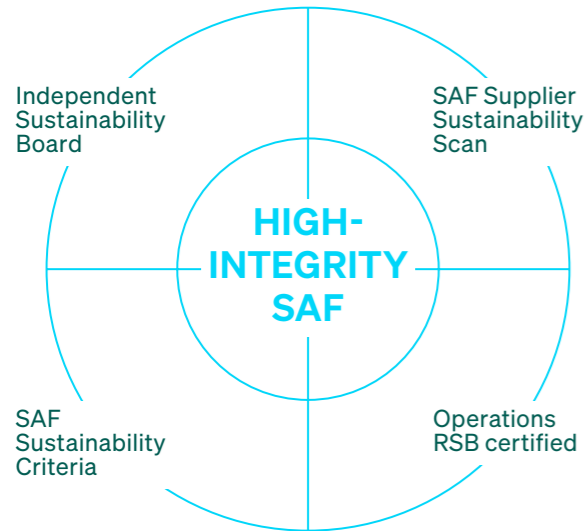 Independent
Sustainability
Board
SAF Supplier
Sustainability
Scan
HIGH-
INTEGRITY
SAF
SAF
Sustainability
Criteria
Operations
RSB certified